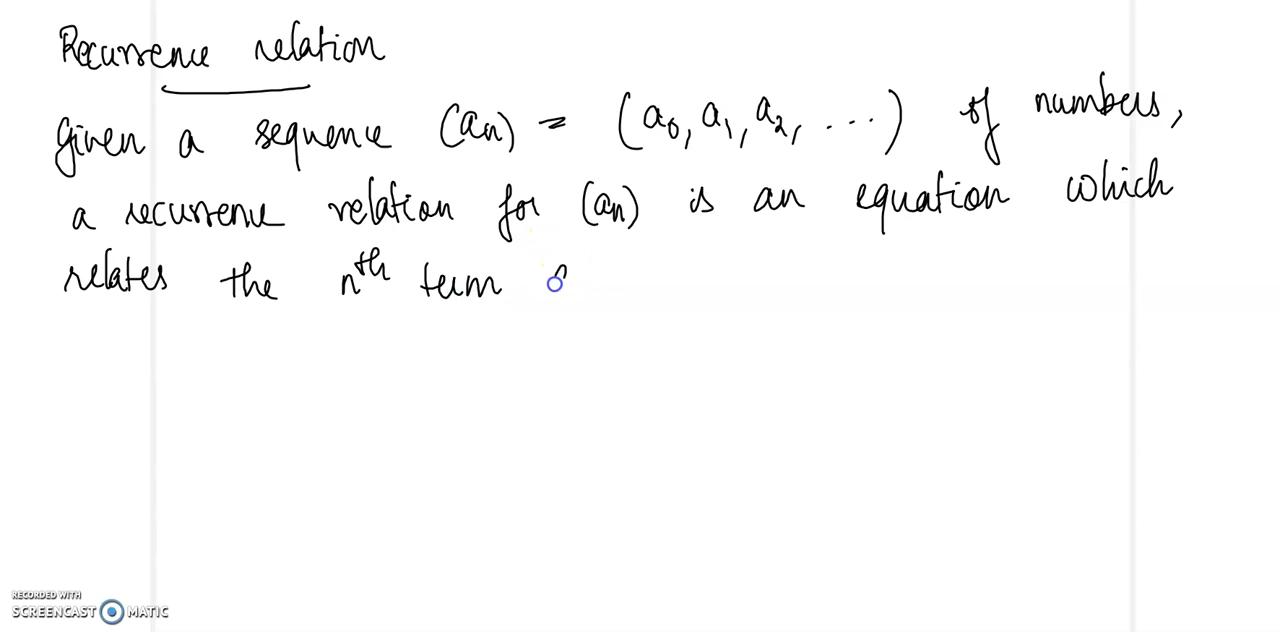 Recurrence relation
given a sequence (an) = (a0, a1, a2, ...) of numbers,
a recurrence relation for (an) is an equation which
relates the nth term
RECORDED WITH
SCREENCAST MATIC